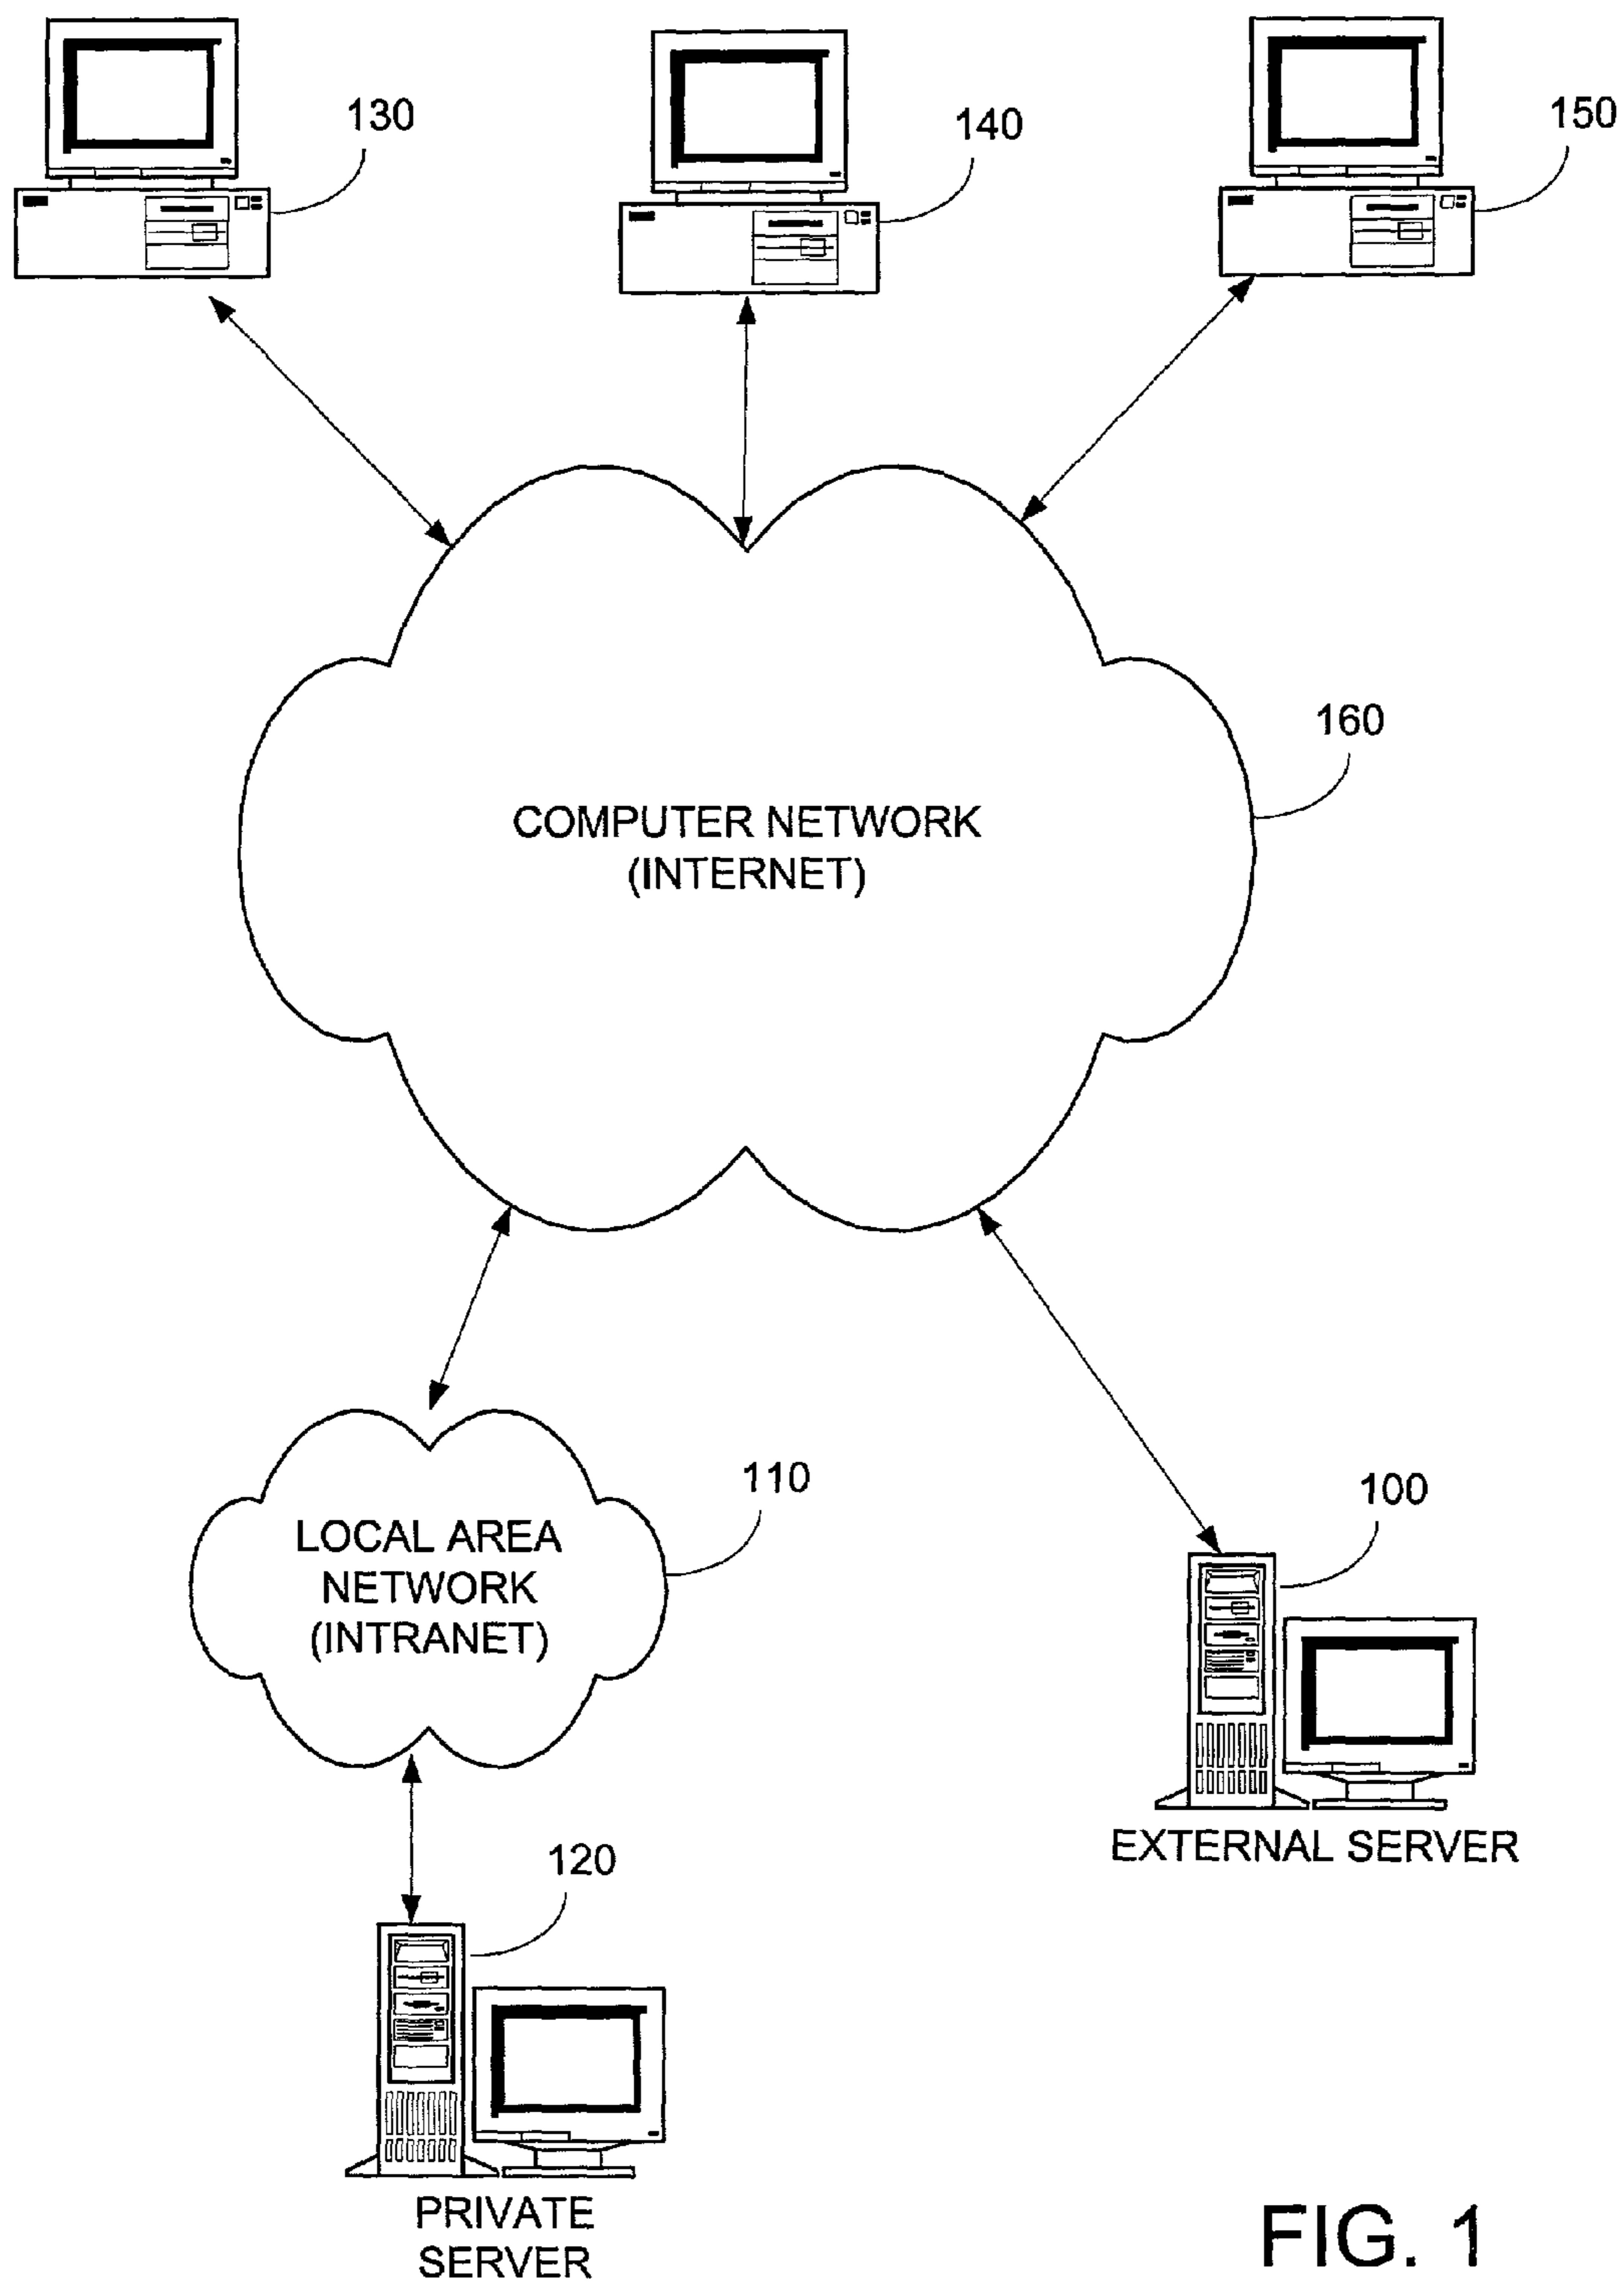 130
140
150
160
COMPUTER NETWORK
(INTERNET)
110
100
LOCAL AREA
NETWORK
(INTRANET)
EXTERNAL SERVER
120
PRIVATE
SERVER
FIG. 1